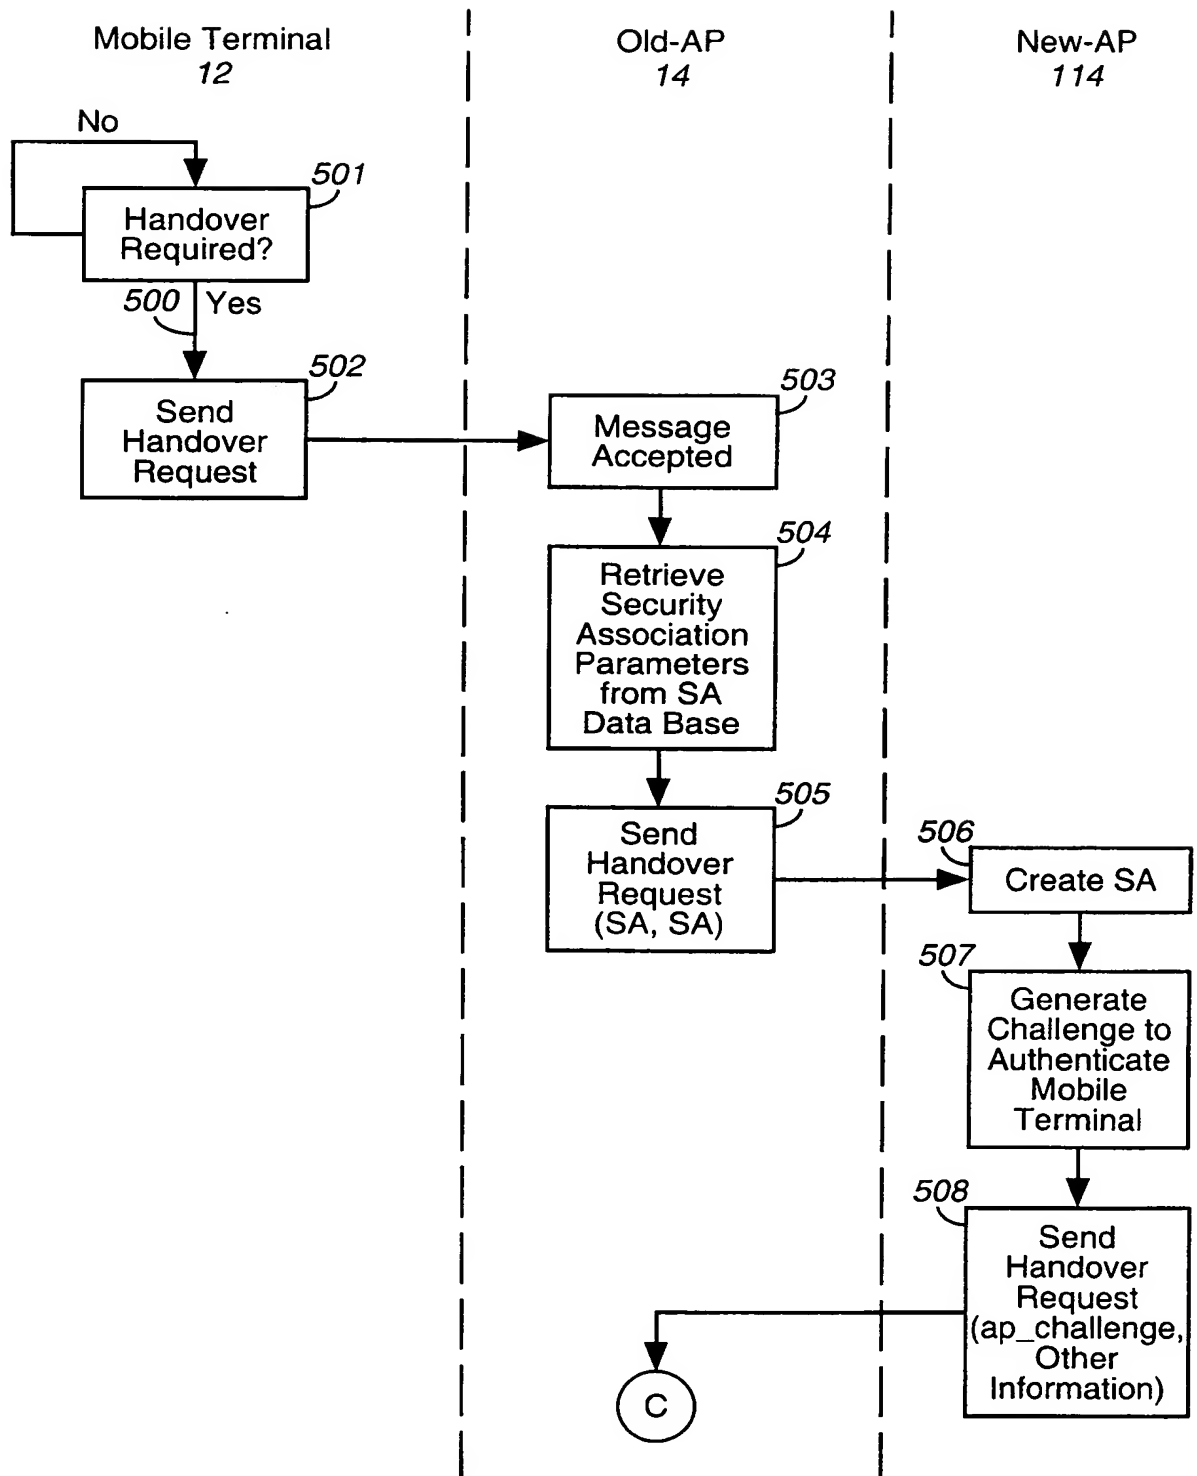 Mobile Terminal
12
Old-AP
14
New-AP
114
No
501
Handover
Required?
500
Yes
502
Send
Handover
Request
503
Message
Accepted
504
Retrieve
Security
Association
Parameters
from SA
Data Base
505
Send
Handover
Request
(SA, SA)
506
Create SA
507
Generate
Challenge to
Authenticate
Mobile
Terminal
508
Send
Handover
Request
(ap_challenge,
Other
Information)
C